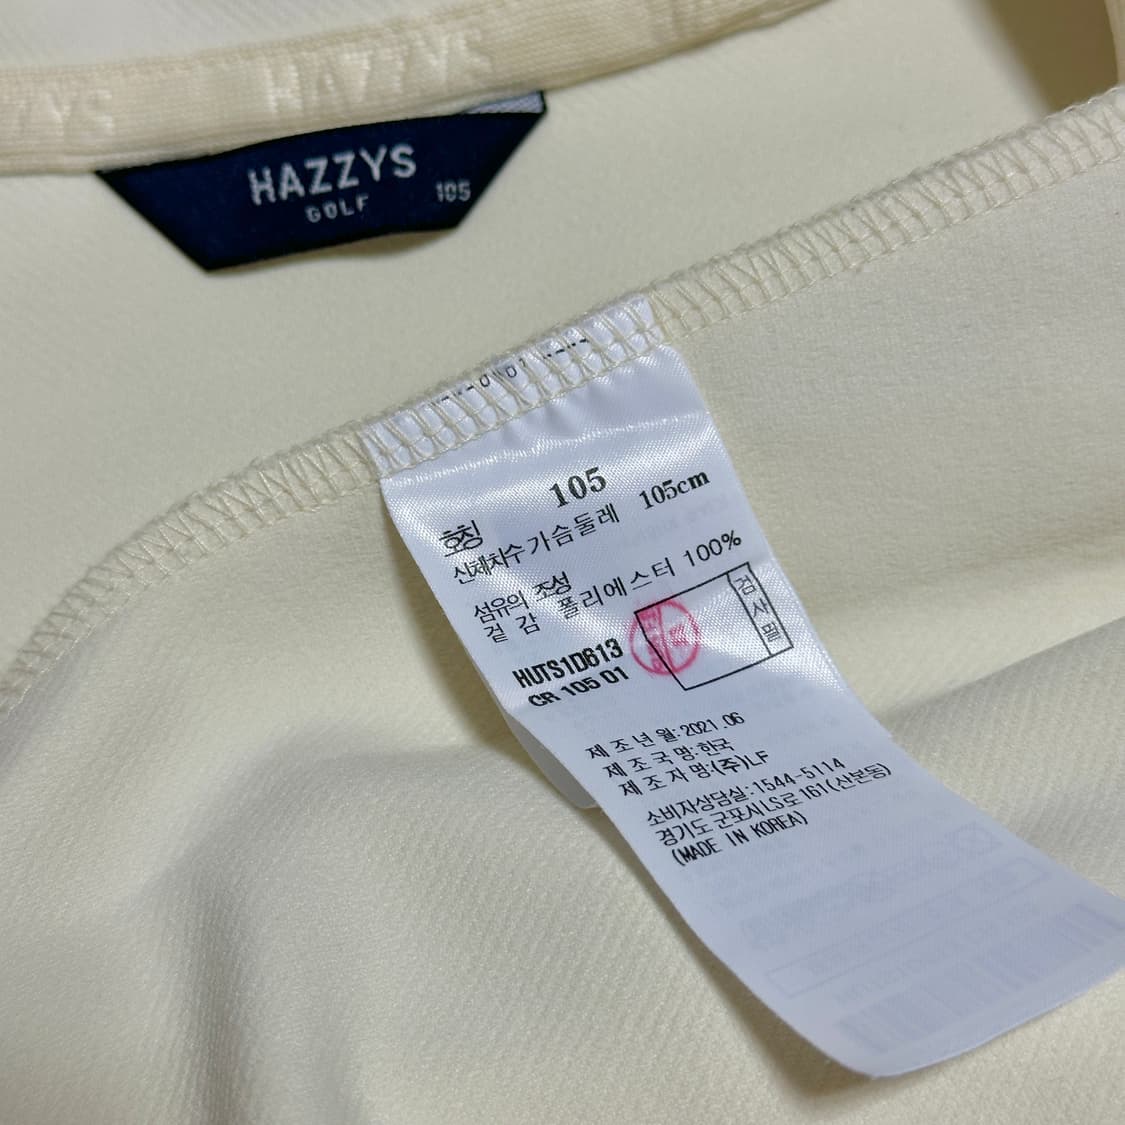 ZZYS HAZZYS
HAZZYS
GOLF 105
호칭 105
신체치수 가슴둘레 105cm
섬유의 조성
겉 감 폴리에스터 100%
검사필
HUTS1D613
CR 105 01
제 조 년 월:2021.06
제 조 국 명:한국
제 조 자 명:(주)LF
소비자상담실:1544-5114
경기도 군포시 LS로 161(산본동)
(MADE IN KOREA)